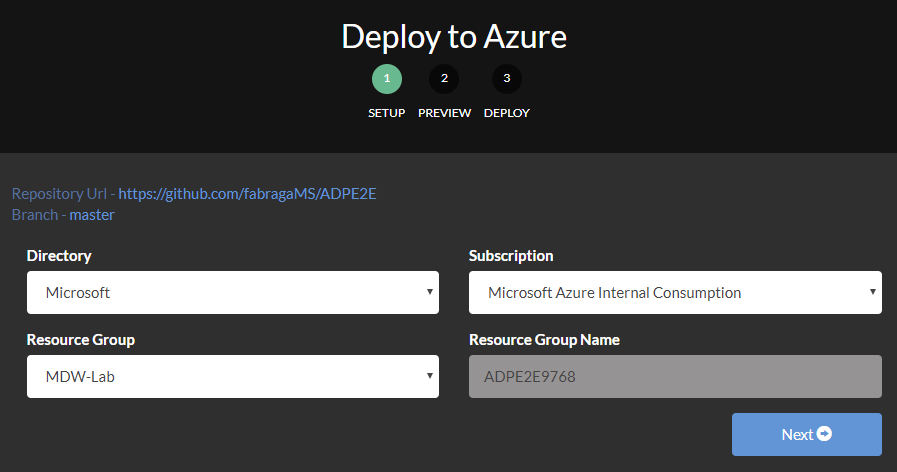 Deploy to Azure
1 2 3
SETUP PREVIEW DEPLOY
Repository Url - https://github.com/fabragaMS/ADPE2E
Branch - master
Directory Subscription
Microsoft Microsoft Azure Internal Consumption
Resource Group Resource Group Name
MDW-Lab ADPE2E9768
Next